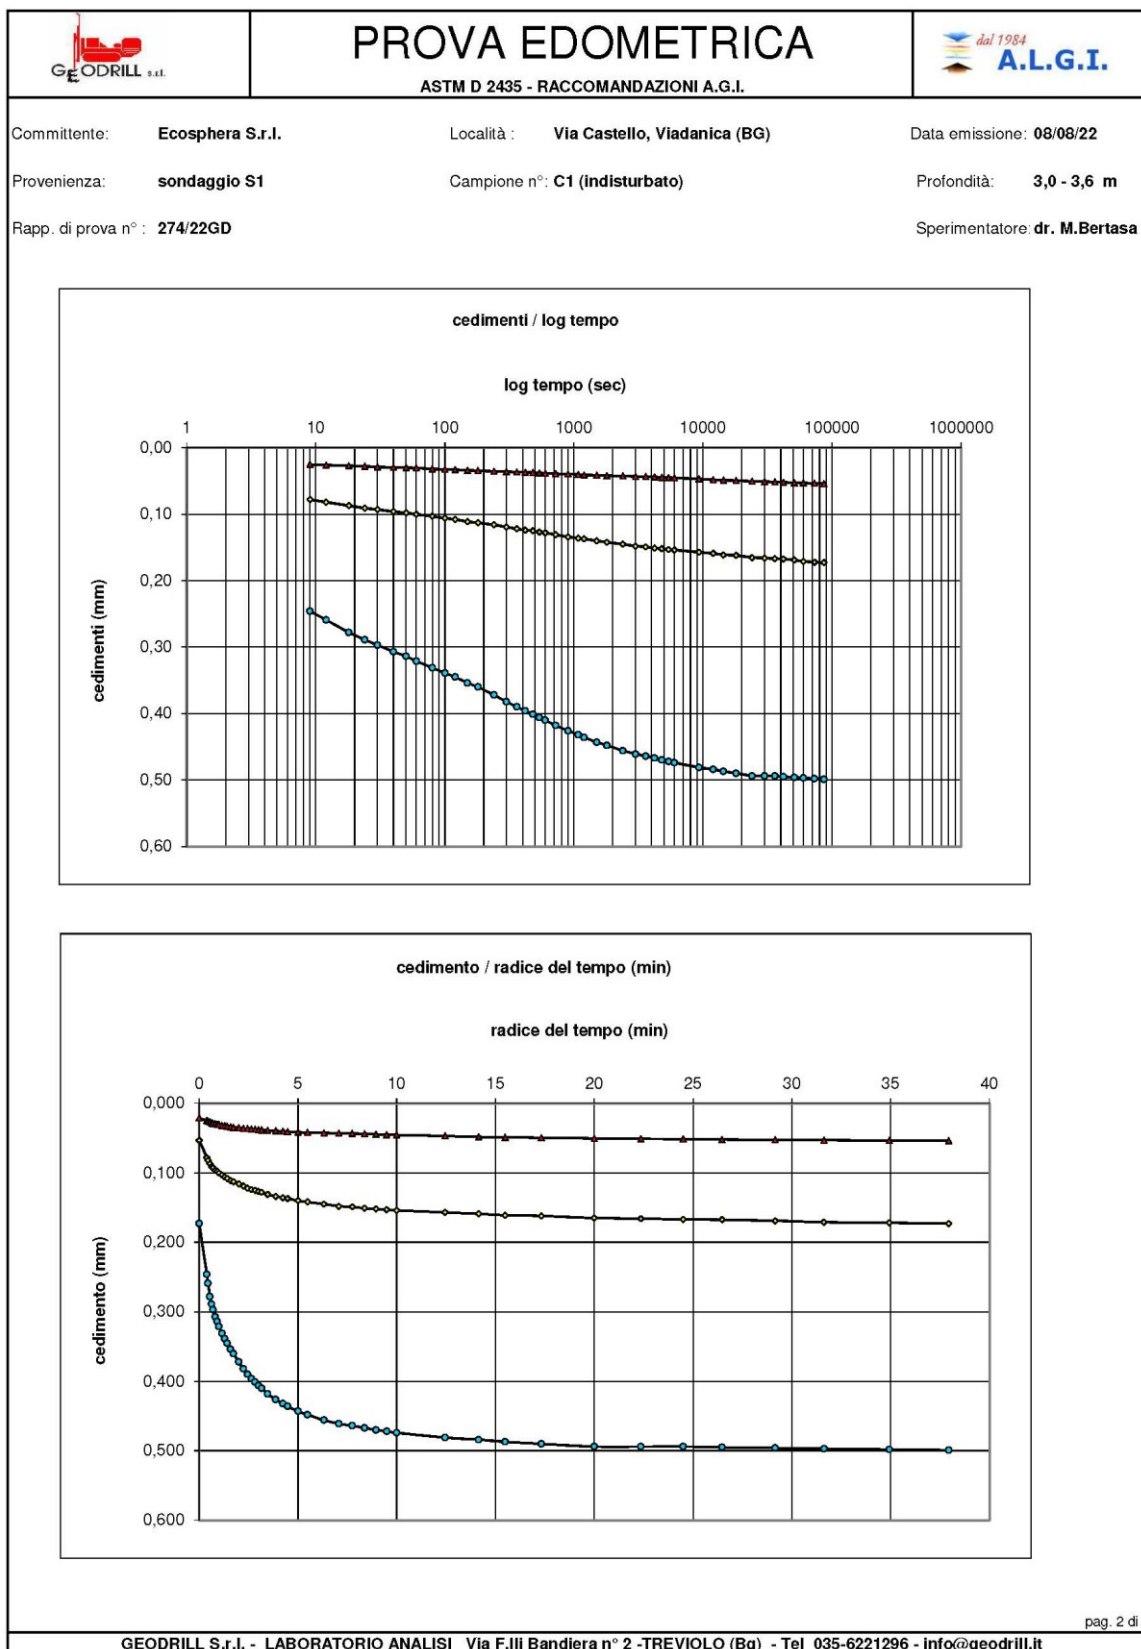 GEODRILL s.r.l.
PROVA EDOMETRICA
ASTM D 2435 - RACCOMANDAZIONI A.G.I.
dal 1984
A.L.G.I.
Committente: Ecosphera S.r.l. Località : Via Castello, Viadanica (BG) Data emissione: 08/08/22
Provenienza: sondaggio S1 Campione n°: C1 (indisturbato) Profondità: 3,0 - 3,6 m
Rapp. di prova n° : 274/22GD Sperimentatore: dr. M.Bertasa
cedimenti / log tempo
log tempo (sec)
1 10 100 1000 10000 100000 1000000
0,00
0,10
0,20
0,30
0,40
0,50
0,60
cedimenti (mm)
cedimento / radice del tempo (min)
radice del tempo (min)
0 5 10 15 20 25 30 35 40
0,000
0,100
0,200
0,300
0,400
0,500
0,600
cedimento (mm)
pag. 2 di
GEODRILL S.r.l. - LABORATORIO ANALISI Via F.lli Bandiera n° 2 -TREVIOLO (Bg) - Tel 035-6221296 - info@geodrill.it